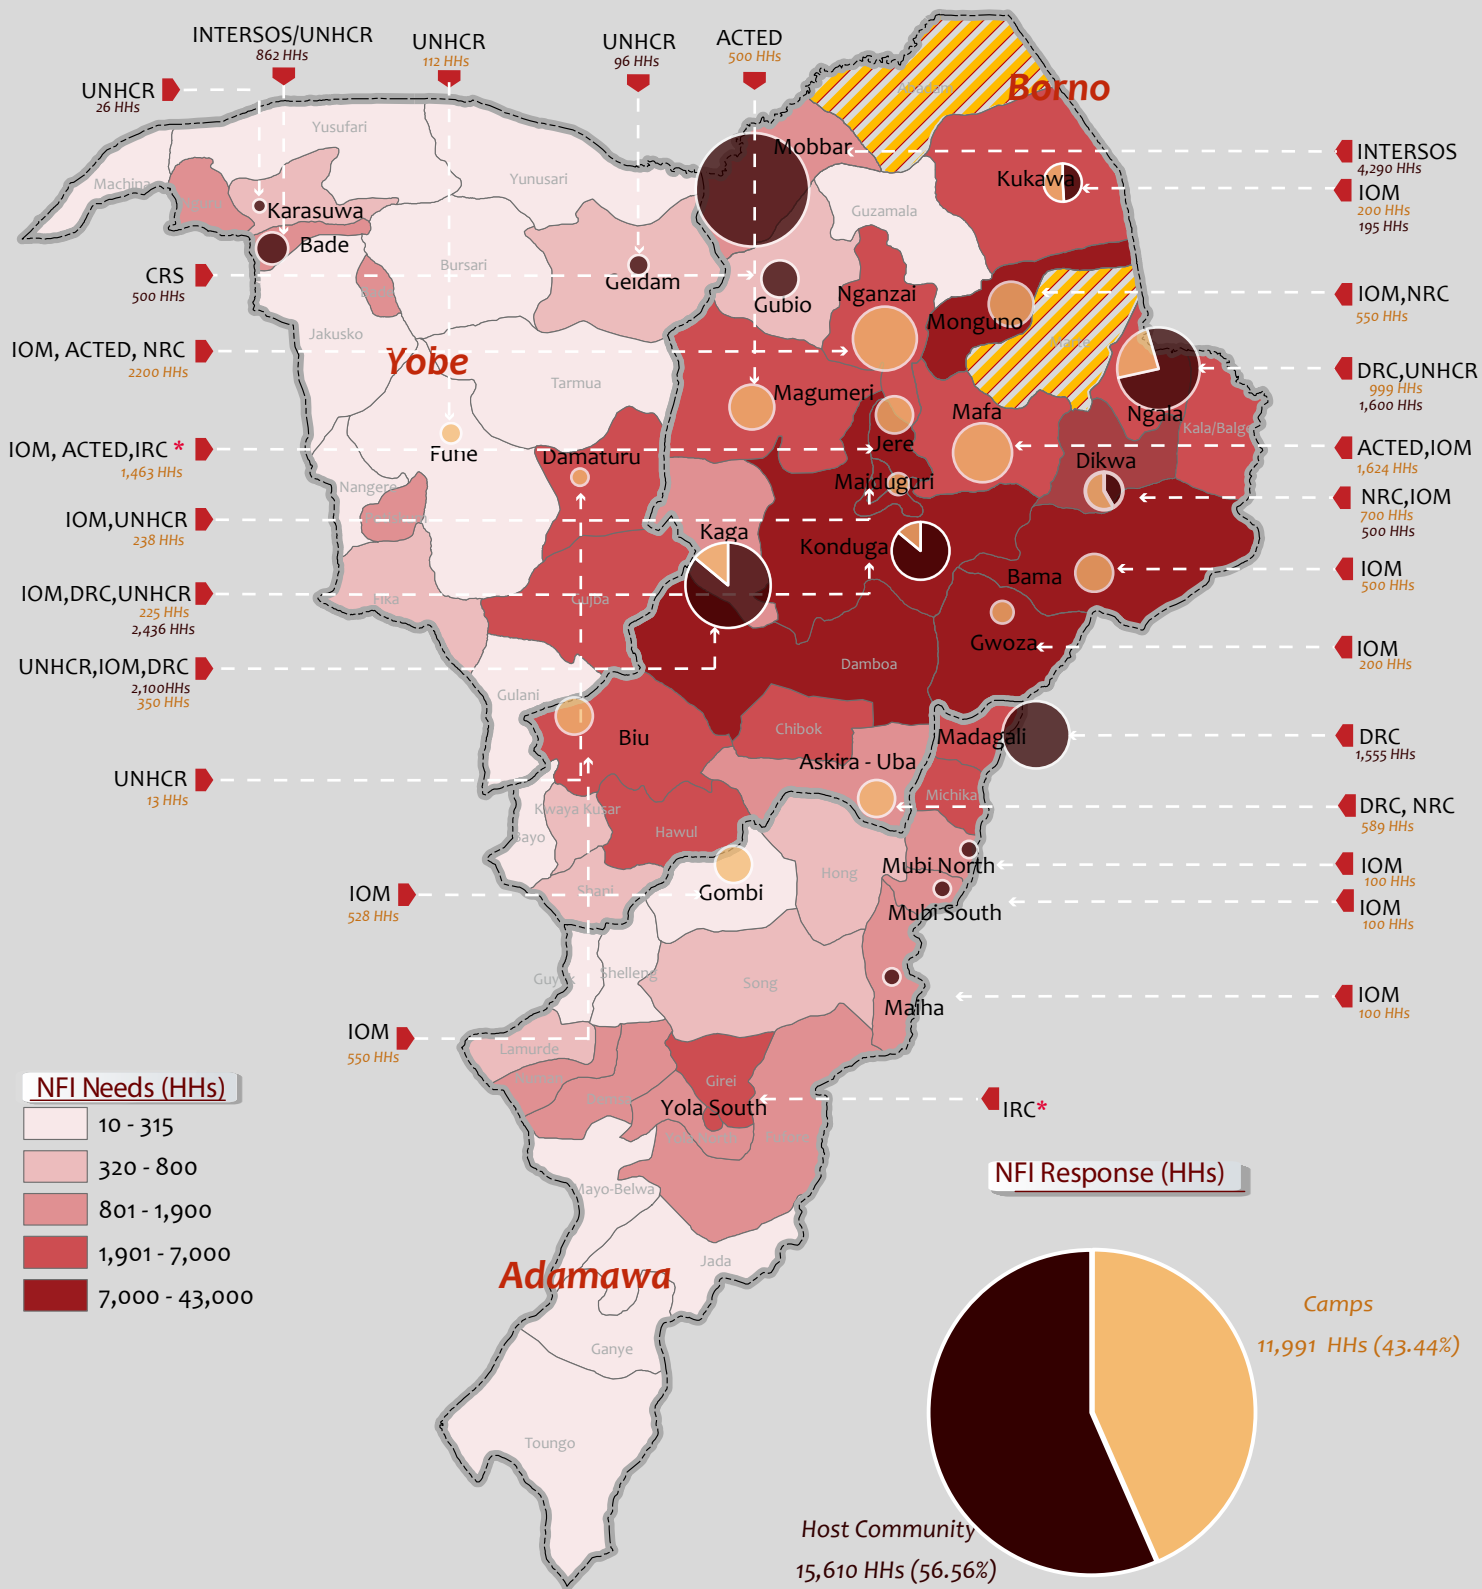 INTERSOS/UNHCR
862 HHs
UNHCR
112 HHs
UNHCR
96 HHs
ACTED
500 HHs
UNHCR
26 HHs
CRS
500 HHs
IOM, ACTED, NRC
2200 HHs
IOM, ACTED,IRC *
1,463 HHs
IOM,UNHCR
238 HHs
IOM,DRC,UNHCR
225 HHs
2,436 HHs
UNHCR,IOM,DRC
2,100HHs
350 HHs
UNHCR
13 HHs
IOM
528 HHs
IOM
550 HHs
Borno
Mobbar
Kukawa
Guzamala
Yusufari
Machina
Yunusari
Karasuwa
Bade
Bursari
Geidam
Gubio
Nganzai
Monguno
Marte
Jakusko
Yobe
Tarmua
Magumeri
Jere
Mafa
Ngala
Kala/Balge
Dikwa
Fune
Damaturu
Maiduguri
Nangere
Kaga
Konduga
Bama
Fika
Gujba
Gwoza
Damboa
Gulani
Biu
Chibok
Madagali
Askira - Uba
Michika
Kwaya Kusar
Bayo
Hawul
Mubi North
Hong
Gombi
Shani
Mubi South
Guyuk
Shelleng
Song
Maiha
Lamurde
Girei
Yola South
Yola North
Mayo-Belwa
Jada
Adamawa
Ganye
Toungo
INTERSOS
4,290 HHs
IOM
200 HHs
195 HHs
IOM,NRC
550 HHs
DRC,UNHCR
999 HHs
1,600 HHs
ACTED,IOM
1,624 HHs
NRC,IOM
700 HHs
500 HHs
IOM
500 HHs
IOM
200 HHs
DRC
1,555 HHs
DRC, NRC
589 HHs
IOM
100 HHs
IOM
100 HHs
IOM
100 HHs
IRC*
NFI Needs (HHs)
10 - 315
320 - 800
801 - 1,900
1,901 - 7,000
7,000 - 43,000
NFI Response (HHs)
Camps
11,991 HHs (43.44%)
Host Community
15,610 HHs (56.56%)